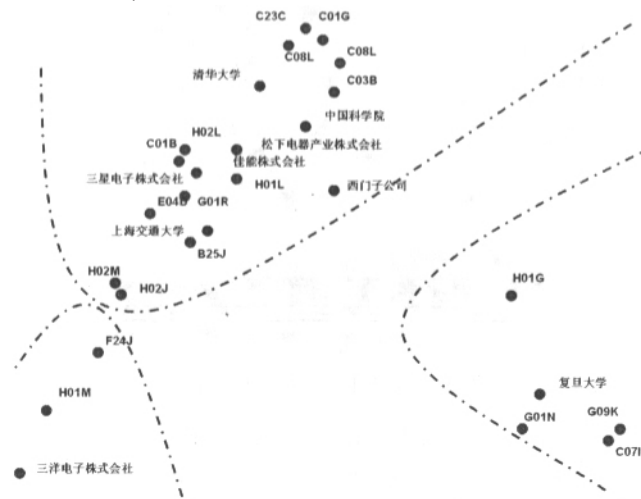 C23C
C01G
C08L
C08L
清华大学
C03B
中国科学院
H02L
松下电器产业株式会社
C01B
佳能株式会社
三星电子株式会社
H01L
西门子公司
E04B
G01R
上海交通大学
B25J
H02M
H01G
H02J
F24J
复旦大学
H01M
G01N
G09K
C07I
三洋电子株式会社